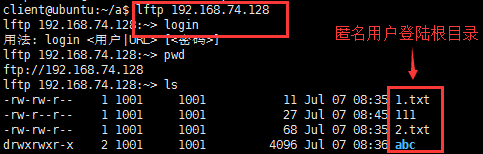 client@ubuntu:~/a$ lftp 192.168.74.128
lftp 192.168.74.128:~> login
用法: login <用户|URL> [<密码>]
lftp 192.168.74.128:~> pwd
ftp://192.168.74.128
lftp 192.168.74.128:~> ls
-rw-rw-r-- 1 1001 1001 11 Jul 07 08:35 1.txt
-rw-rw-r-- 1 1001 1001 27 Jul 07 08:45 111
-rw-rw-r-- 1 1001 1001 68 Jul 07 08:35 2.txt
drwxrwxr-x 2 1001 1001 4096 Jul 07 08:36 abc
匿名用户登陆根目录